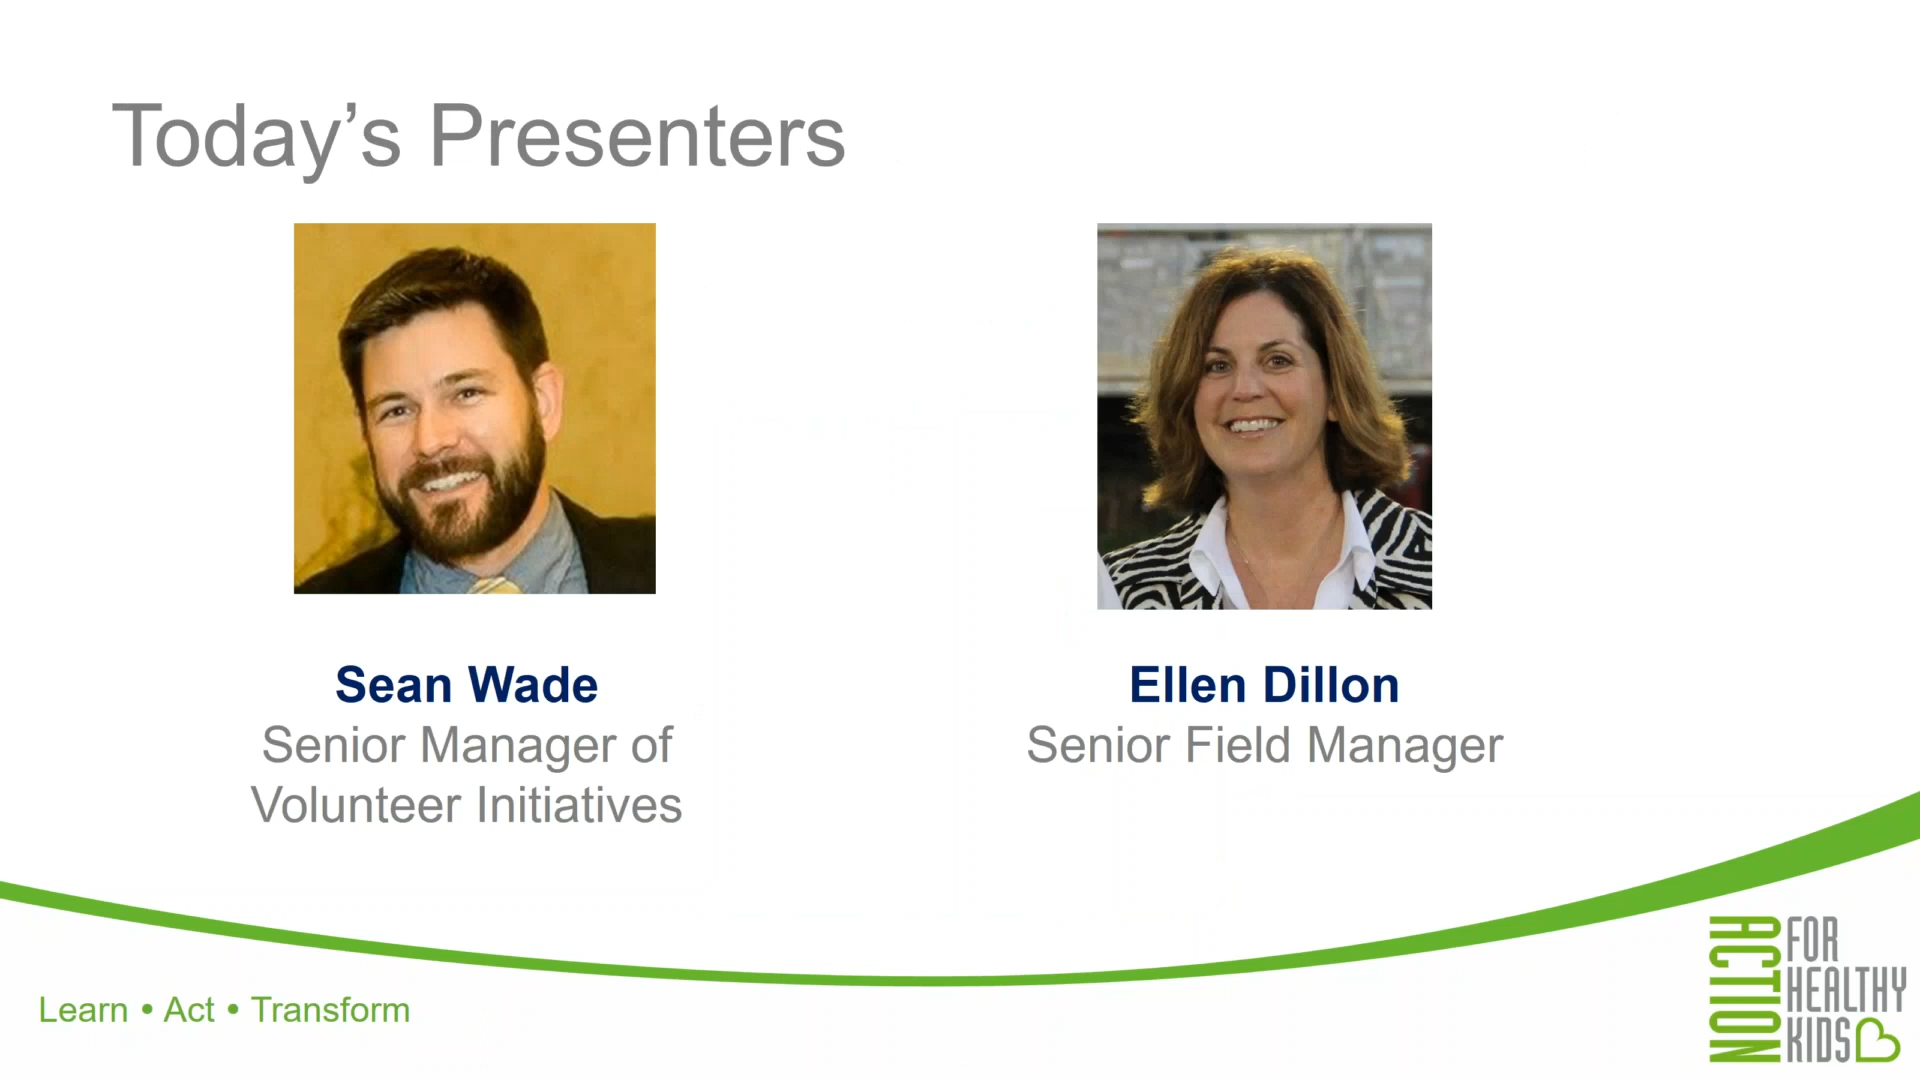 Today’s Presenters
Sean Wade
Senior Manager of
Volunteer Initiatives
Ellen Dillon
Senior Field Manager
Learn • Act • Transform
ACTION
FOR
HEALTHY
KIDS